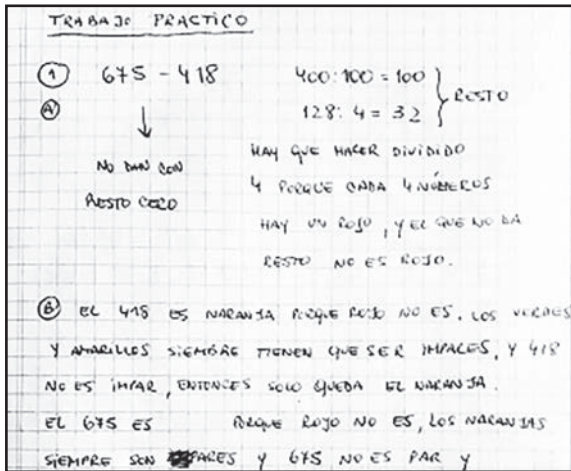 TRABAJO PRACTICO
① 675 - 418
Ⓐ
↓
NO DAN CON
RESTO CERO
400:100 = 100
128: 4 = 32 } RESTO
HAY QUE HACER DIVIDIDO
4 PORQUE CADA 4 NÚMEROS
HAY UN ROJO, Y EL QUE NO DA
RESTO NO ES ROJO.
Ⓑ EL 418 ES NARANJA PORQUE ROJO NO ES, LOS VERDES
Y AMARILLOS SIEMPRE TIENEN QUE SER IMPARES, Y 418
NO ES IMPAR, ENTONCES SOLO QUEDA EL NARANJA.
EL 675 ES PORQUE ROJO NO ES, LOS NARANJAS
SIEMPRE SON PARES Y 675 NO ES PAR Y